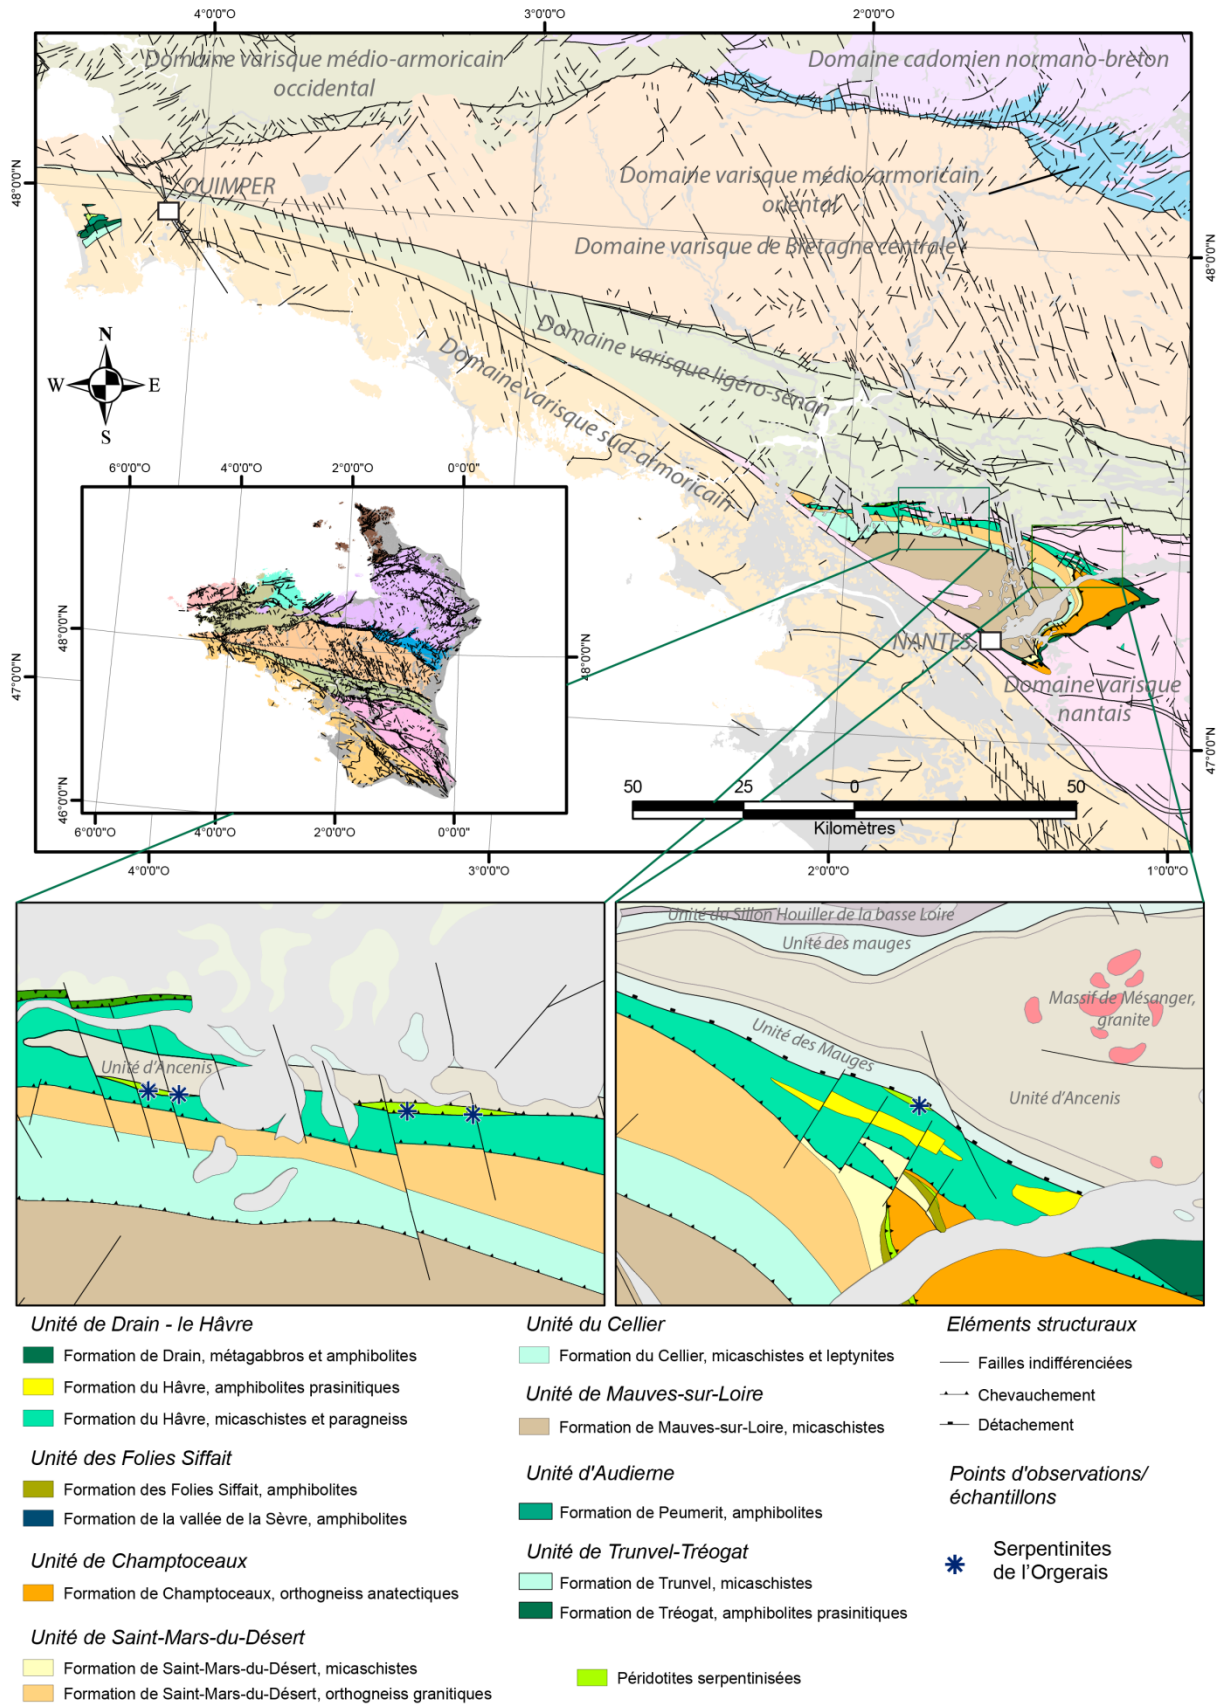 4°0'0"O
3°0'0"O
2°0'0"O
Domaine varisque médio-armoricain
occidental
Domaine cadomien normano-breton
48°0'0"N
QUIMPER
Domaine varisque médio-armoricain
oriental
Domaine varisque de Bretagne centrale
48°0'0"N
N
W
E
S
Domaine varisque ligéro-sénan
Domaine varisque sud-armoricain
6°0'0"O
4°0'0"O
2°0'0"O
0°0'0"O
48°0'0"N
47°0'0"N
46°0'0"N
48°0'0"N
6°0'0"O
4°0'0"O
2°0'0"O
0°0'0"O
NANTES
Domaine varisque
nantais
47°0'0"N
50
25
0
50
Kilomètres
4°0'0"O
3°0'0"O
2°0'0"O
1°0'0"O
Unité d'Ancenis
Unité du Sillon Houiller de la basse Loire
Unité des mauges
Massif de Mésanger,
granite
Unité des Mauges
Unité d'Ancenis
Unité de Drain - le Hâvre
Formation de Drain, métagabbros et amphibolites
Formation du Hâvre, amphibolites prasinitiques
Formation du Hâvre, micaschistes et paragneiss
Unité des Folies Siffait
Formation des Folies Siffait, amphibolites
Formation de la vallée de la Sèvre, amphibolites
Unité de Champtoceaux
Formation de Champtoceaux, orthogneiss anatectiques
Unité de Saint-Mars-du-Désert
Formation de Saint-Mars-du-Désert, micaschistes
Formation de Saint-Mars-du-Désert, orthogneiss granitiques
Unité du Cellier
Formation du Cellier, micaschistes et leptynites
Unité de Mauves-sur-Loire
Formation de Mauves-sur-Loire, micaschistes
Unité d'Audierne
Formation de Peumerit, amphibolites
Unité de Trunvel-Tréogat
Formation de Trunvel, micaschistes
Formation de Tréogat, amphibolites prasinitiques
Péridotites serpentinisées
Eléments structuraux
Failles indifférenciées
Chevauchement
Détachement
Points d'observations/
échantillons
Serpentinites
de l'Orgerais